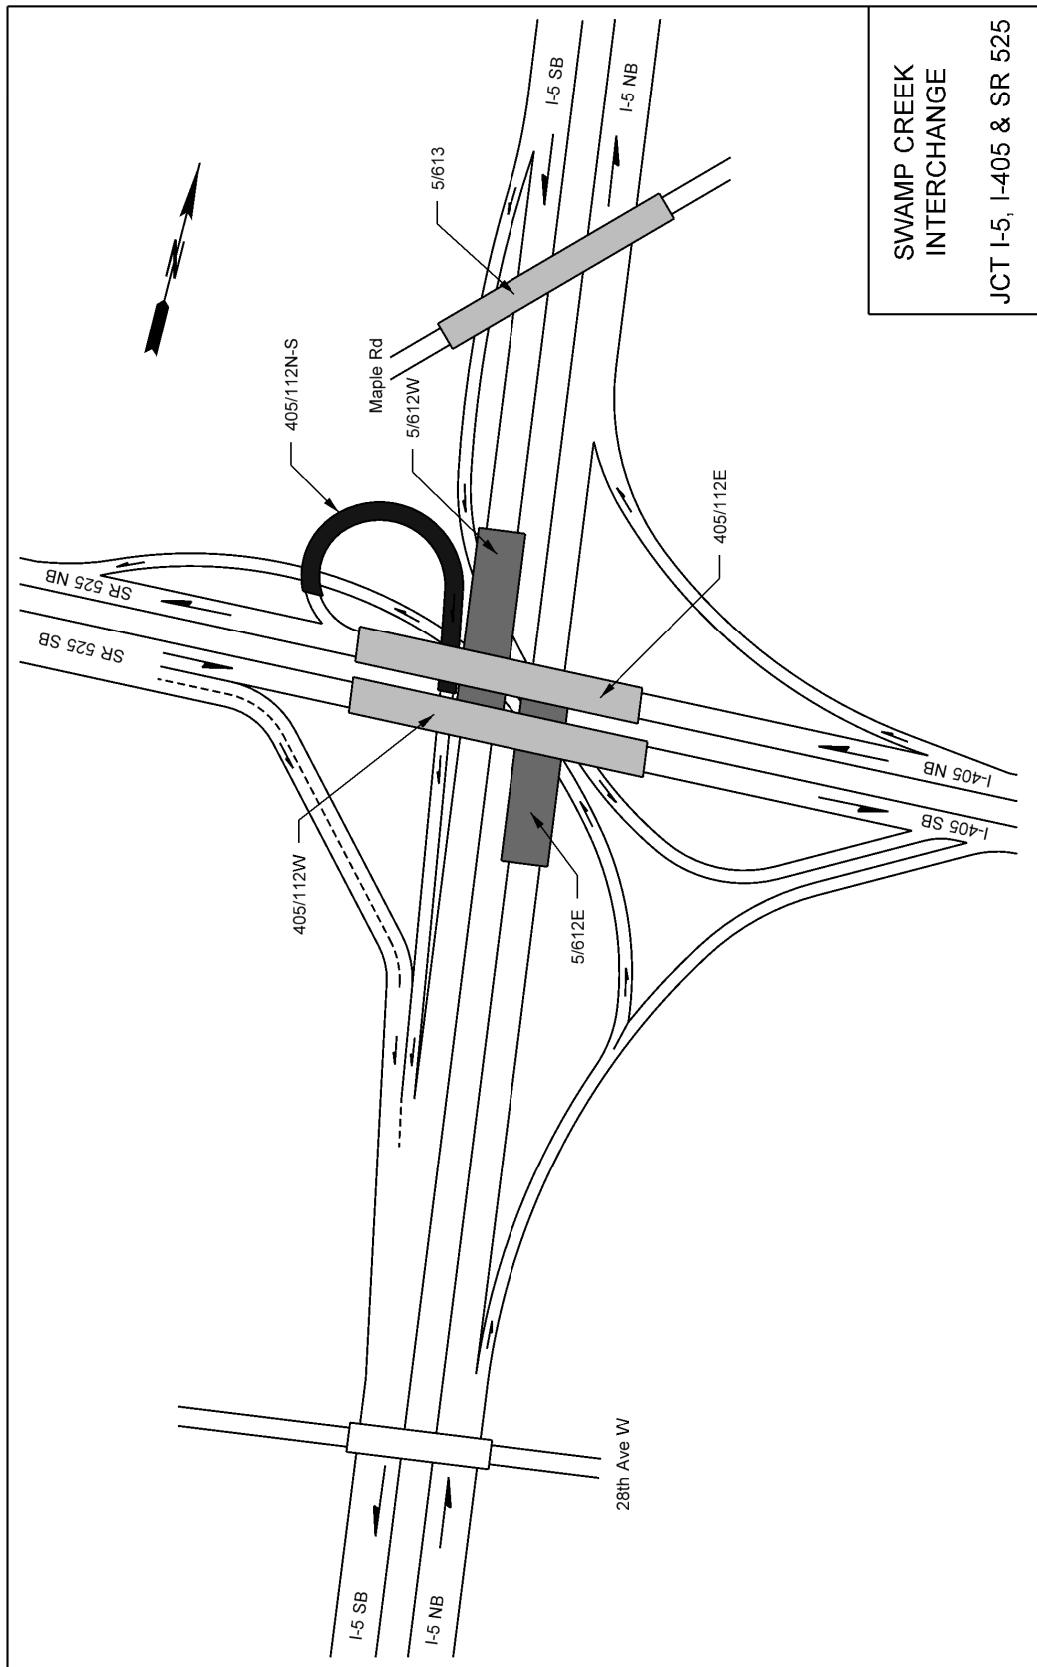 SWAMP CREEK
INTERCHANGE
JCT I-5, I-405 & SR 525
I-5 SB
I-5 NB
5/613
Maple Rd
405/112N-S
5/612W
405/112E
SR 525 NB
SR 525 SB
I-405 NB
I-405 SB
405/112W
5/612E
28th Ave W
I-5 SB
I-5 NB
N